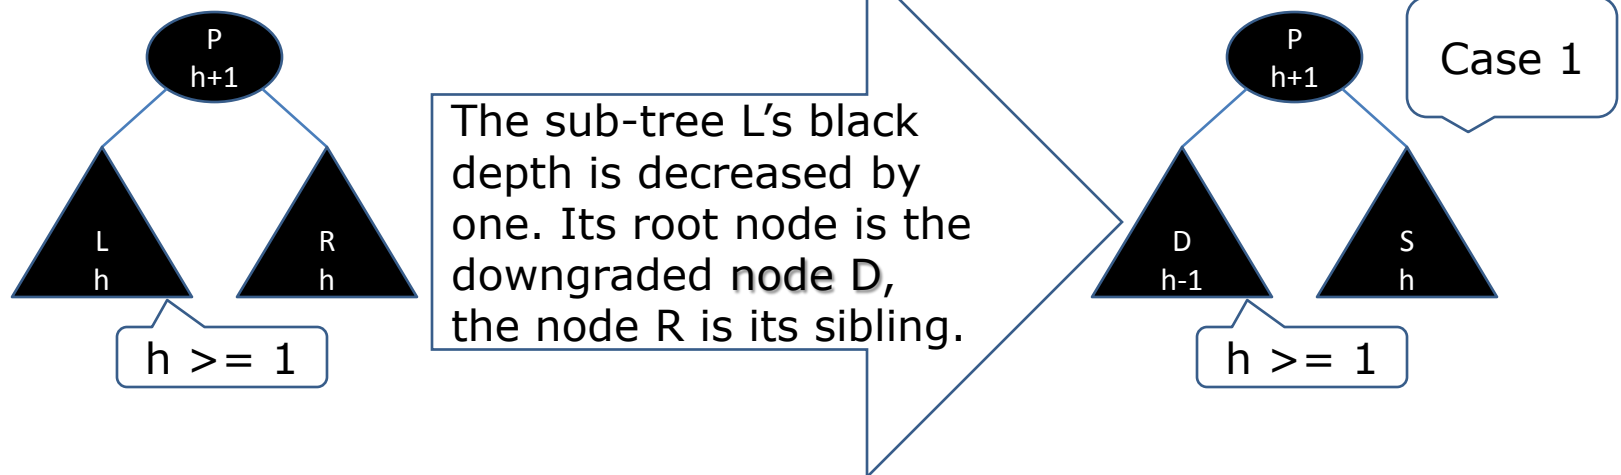 P
h+1
L
h
R
h
h >= 1
The sub-tree L’s black
depth is decreased by
one. Its root node is the
downgraded node D,
the node R is its sibling.
P
h+1
D
h-1
S
h
h >= 1
Case 1